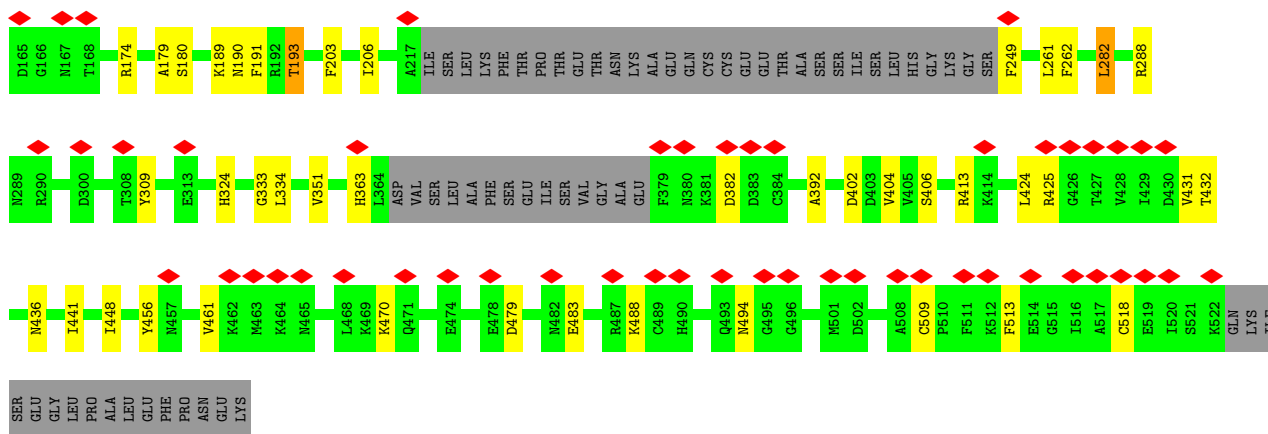 D165 G166 N167 T168 R174 A179 S180 K189 N190 F191 R192 T193 F203 I206 A217 ILE SER LEU LYS PHE THR PRO THR GLU THR ASN LYS ALA GLU GLN CYS CYS GLU GLU THR ALA SER SER ILE SER LEU HIS GLY LYS GLY SER F249 L261 F262 L282 R288
N289 R290 D300 T308 Y309 E313 H324 G333 L334 V351 H363 L364 ASP VAL SER LEU ALA PHE SER GLU ILE SER VAL GLY ALA GLU F379 N380 K381 D382 D383 C384 A392 D402 D403 V404 V405 S406 R413 K414 L424 R425 G426 T427 V428 I429 D430 V431 T432
N436 I441 I448 Y456 N457 V461 K462 M463 K464 N465 L468 K469 K470 Q471 E474 E478 D479 N482 E483 R487 K488 C489 H490 Q493 N494 G495 G496 M501 D502 A508 C509 P510 F511 K512 F513 E514 G515 I516 A517 C518 E519 I520 S521 K522 GLN LYS ILE
SER GLU GLY LEU PRO ALA LEU GLU PHE PRO ASN GLU LYS